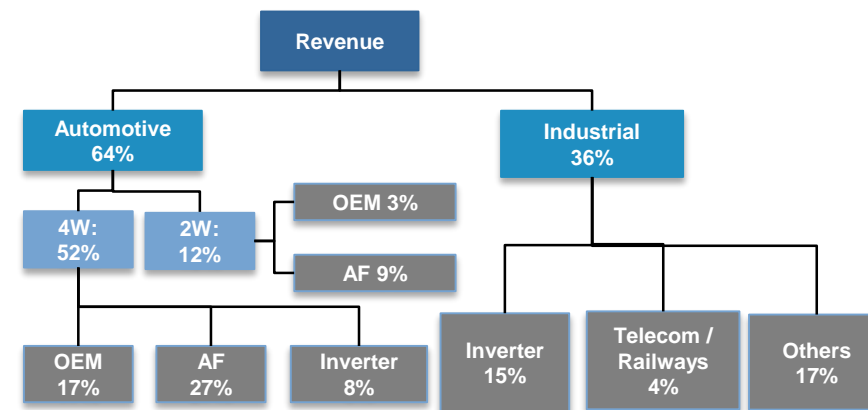 Revenue
Automotive
64%
Industrial
36%
4W:
52%
2W:
12%
OEM 3%
AF 9%
OEM
17%
AF
27%
Inverter
8%
Inverter
15%
Telecom /
Railways
4%
Others
17%